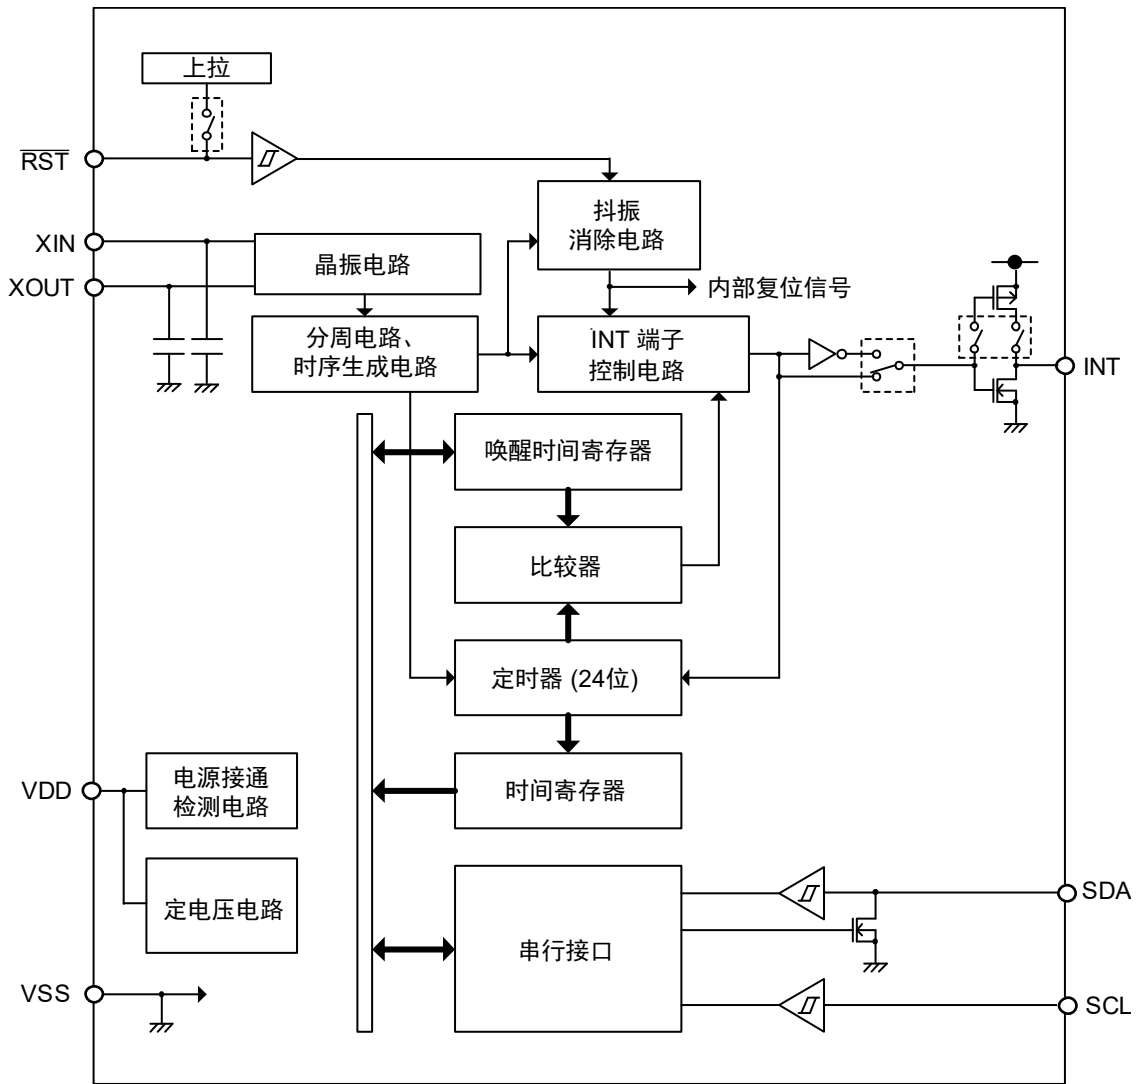 上拉
RST
抖振
消除电路
XIN
晶振电路
XOUT
内部复位信号
分周电路、
时序生成电路
INT 端子
控制电路
INT
唤醒时间寄存器
比较器
定时器 (24位)
VDD
电源接通
检测电路
时间寄存器
定电压电路
SDA
串行接口
VSS
SCL